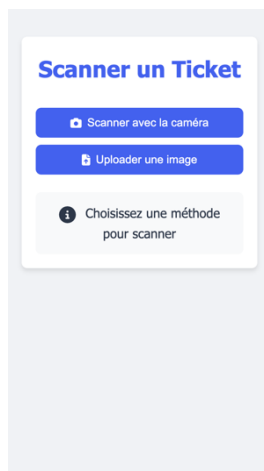 Scanner un Ticket
Scanner avec la caméra
Uploader une image
Choisissez une méthode
pour scanner